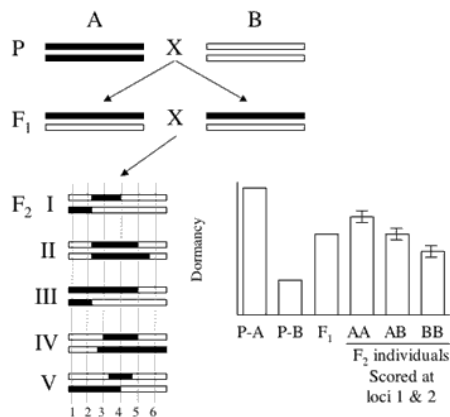 A B
P X
F1 X
F2 I
II
III
IV
V
1 2 3 4 5 6
Dormancy
P-A P-B F1 AA AB BB
F2 individuals
Scored at
loci 1 & 2